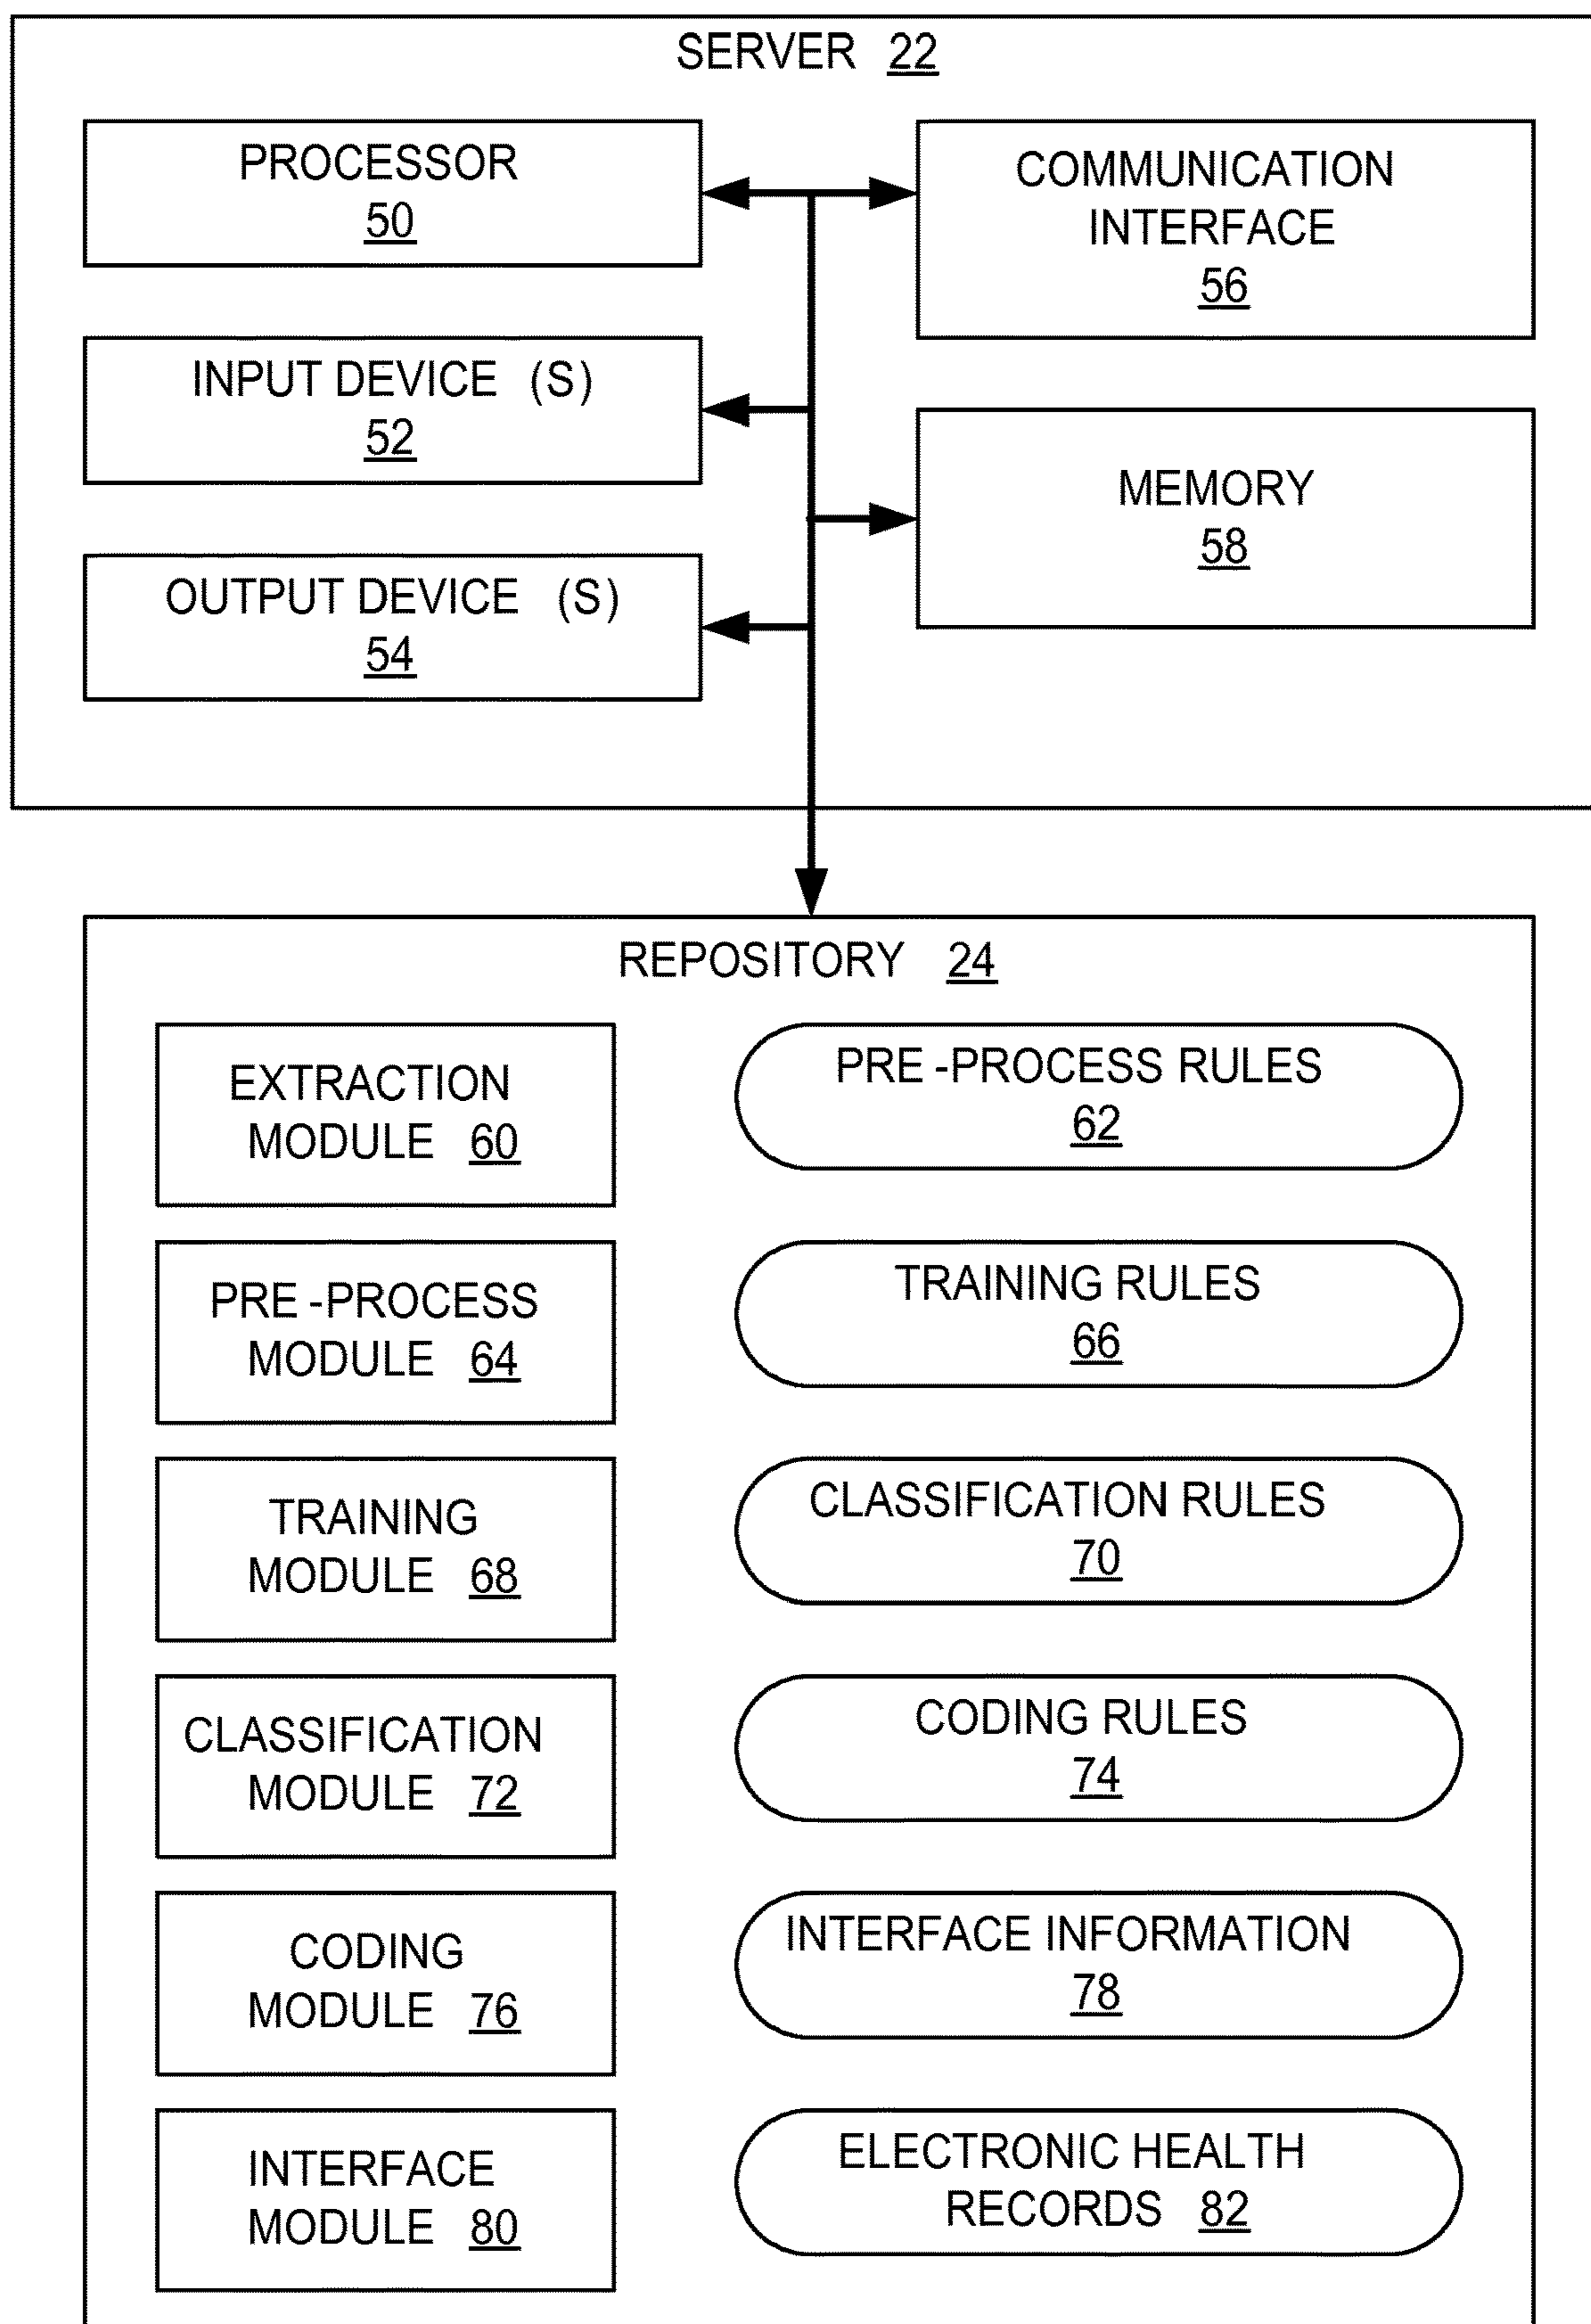 SERVER 22
PROCESSOR
50
COMMUNICATION
INTERFACE
56
INPUT DEVICE (S)
52
MEMORY
58
OUTPUT DEVICE (S)
54
REPOSITORY 24
EXTRACTION
MODULE 60
PRE -PROCESS RULES
62
PRE -PROCESS
MODULE 64
TRAINING RULES
66
TRAINING
MODULE 68
CLASSIFICATION RULES
70
CLASSIFICATION
MODULE 72
CODING RULES
74
CODING
MODULE 76
INTERFACE INFORMATION
78
INTERFACE
MODULE 80
ELECTRONIC HEALTH
RECORDS 82